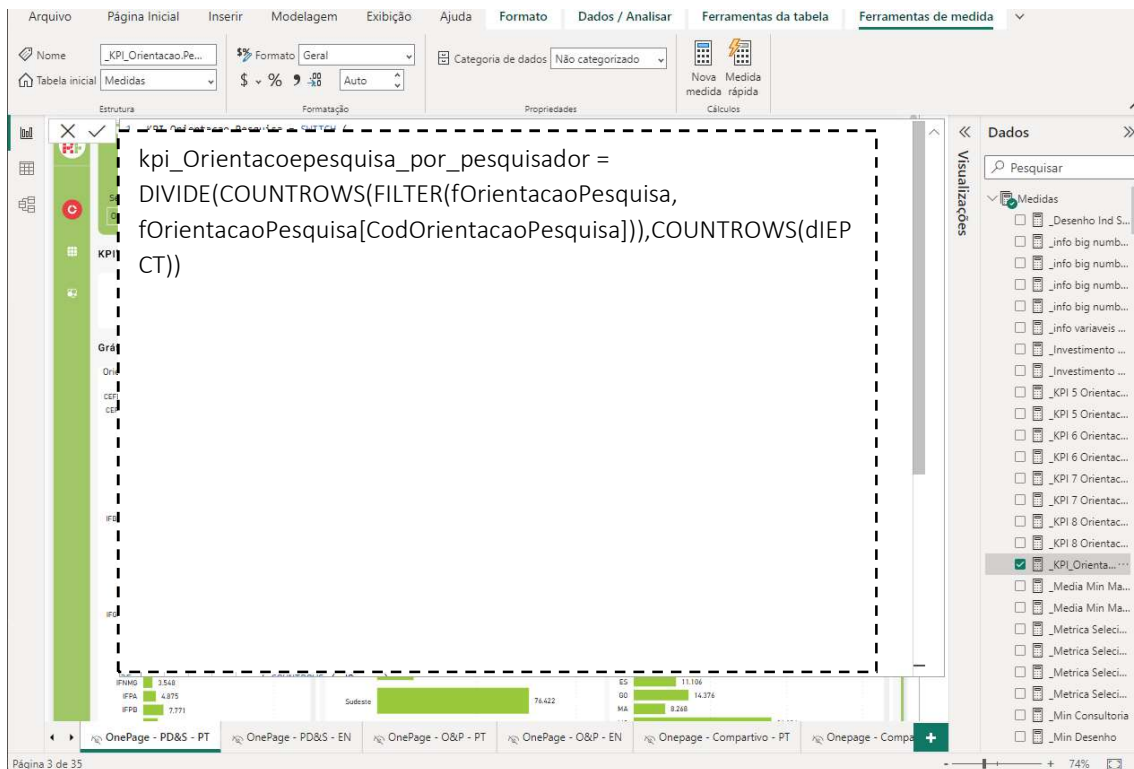 Arquivo Página Inicial Inserir Modelagem Exibição Ajuda Formato Dados / Analisar Ferramentas da tabela Ferramentas de medida
Nome _KPI_Orientacao.Pe...
Tabela inicial Medidas
Estrutura
$% Formato Geral
$ % 9 Auto
Formatação
Categoria de dados Não categorizado
Propriedades
Nova medida
Medida rápida
Cálculos
kpi_Orientacoepesquisa_por_pesquisador =
DIVIDE(COUNTROWS(FILTER(fOrientacaoPesquisa,
fOrientacaoPesquisa[CodOrientacaoPesquisa])),COUNTROWS(dIEP
CT))
KPI
Grá
IFNMG 3.548
IFPA 4.875
IFPB 7.771
Sudeste 76.422
ES 11.106
GO 14.376
MA 8.268
Visualizações
Dados
Pesquisar
Medidas
_Desenho Ind S...
_info big numb...
_info big numb...
_info big numb...
_info big numb...
_info variaveis ...
_Investimento ...
_Investimento ...
_KPI 5 Orientac...
_KPI 5 Orientac...
_KPI 6 Orientac...
_KPI 6 Orientac...
_KPI 7 Orientac...
_KPI 7 Orientac...
_KPI 8 Orientac...
_KPI 8 Orientac...
_KPI_Orienta...
_Media Min Ma...
_Media Min Ma...
_Metrica Seleci...
_Metrica Seleci...
_Metrica Seleci...
_Metrica Seleci...
_Min Consultoria
_Min Desenho
OnePage - PD&S - PT OnePage - PD&S - EN OnePage - O&P - PT OnePage - O&P - EN Onepage - Compartivo - PT Onepage - Compa
Página 3 de 35
74%